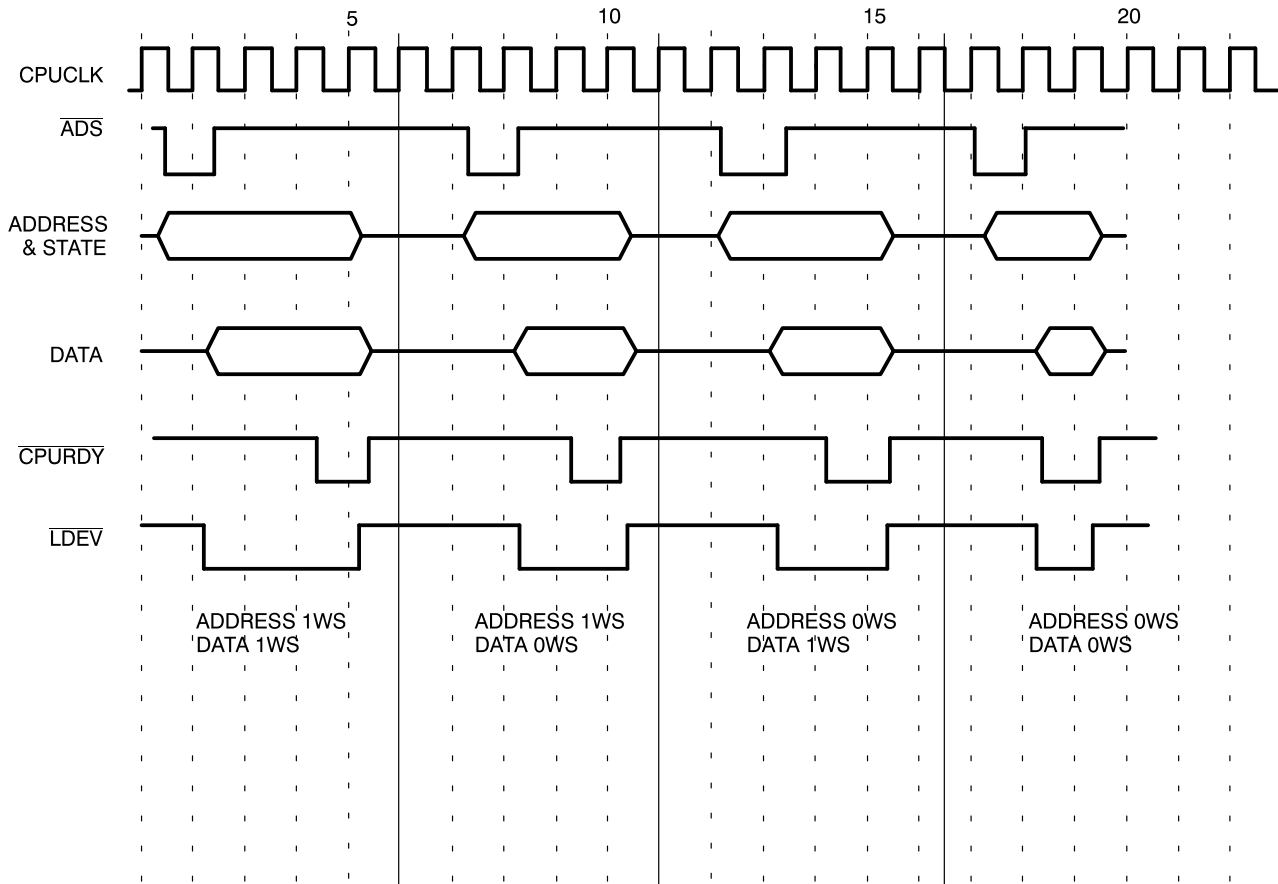 5 10 15 20
CPUCLK
ADS
ADDRESS
& STATE
DATA
CPURDY
LDEV
ADDRESS 1WS
DATA 1WS
ADDRESS 1WS
DATA 0WS
ADDRESS 0WS
DATA 1WS
ADDRESS 0WS
DATA 0WS